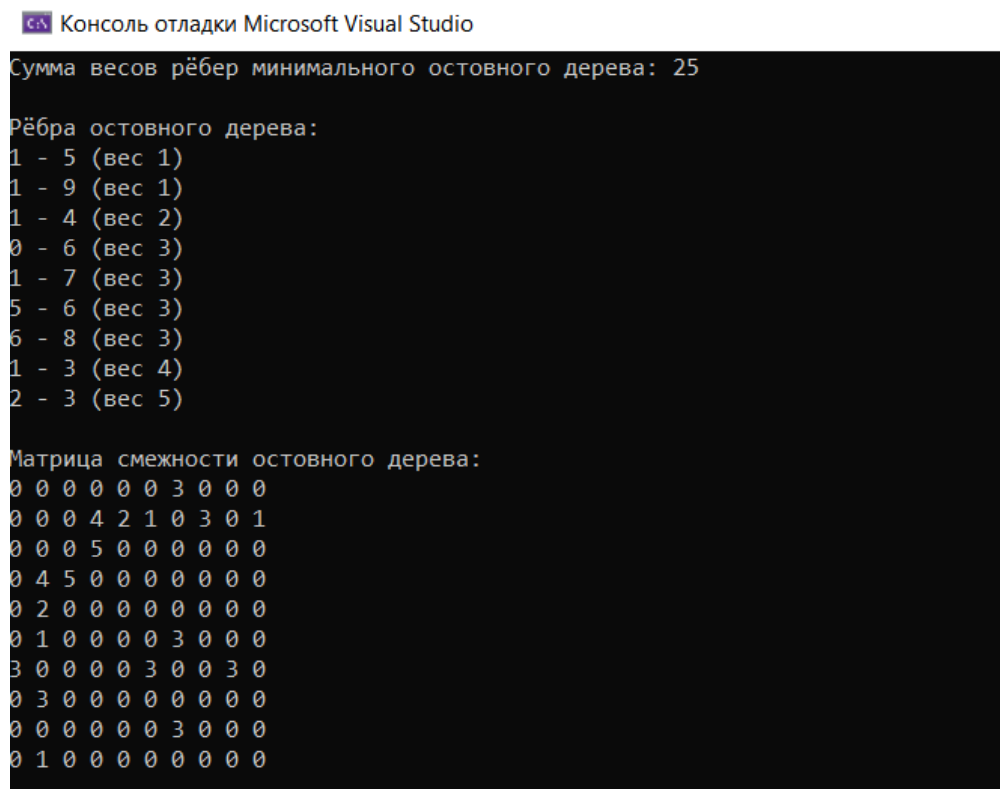 C:\ Консоль отладки Microsoft Visual Studio
Сумма весов рёбер минимального остовного дерева: 25
Рёбра остовного дерева:
1 - 5 (вес 1)
1 - 9 (вес 1)
1 - 4 (вес 2)
0 - 6 (вес 3)
1 - 7 (вес 3)
5 - 6 (вес 3)
6 - 8 (вес 3)
1 - 3 (вес 4)
2 - 3 (вес 5)
Матрица смежности остовного дерева:
0 0 0 0 0 0 3 0 0 0
0 0 0 4 2 1 0 3 0 1
0 0 0 5 0 0 0 0 0 0
0 4 5 0 0 0 0 0 0 0
0 2 0 0 0 0 0 0 0 0
0 1 0 0 0 0 3 0 0 0
3 0 0 0 0 3 0 0 3 0
0 3 0 0 0 0 0 0 0 0
0 0 0 0 0 0 3 0 0 0
0 1 0 0 0 0 0 0 0 0